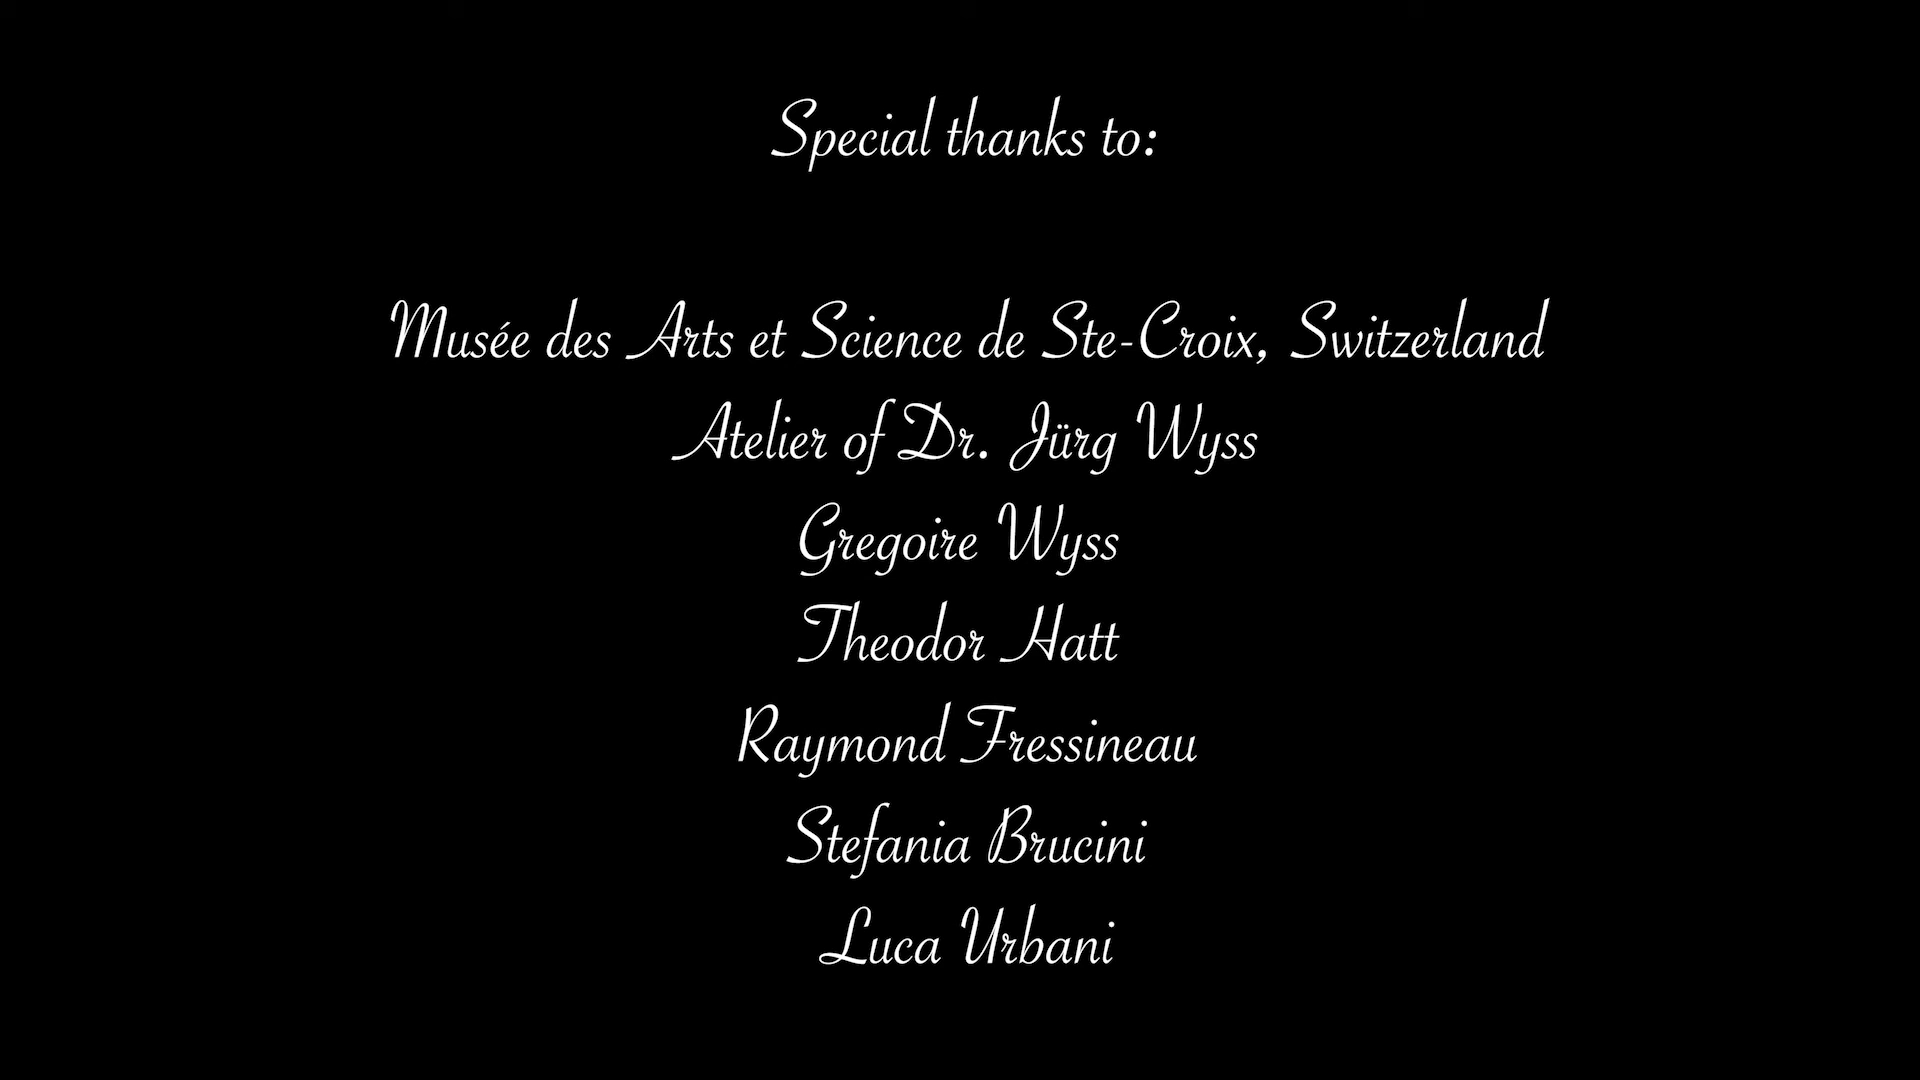 Special thanks to:
Musée des Arts et Science de Ste-Croix, Switzerland
Atelier of Dr. Jürg Wyss
Gregoire Wyss
Theodor Hatt
Raymond Fressineau
Stefania Brucini
Luca Urbani